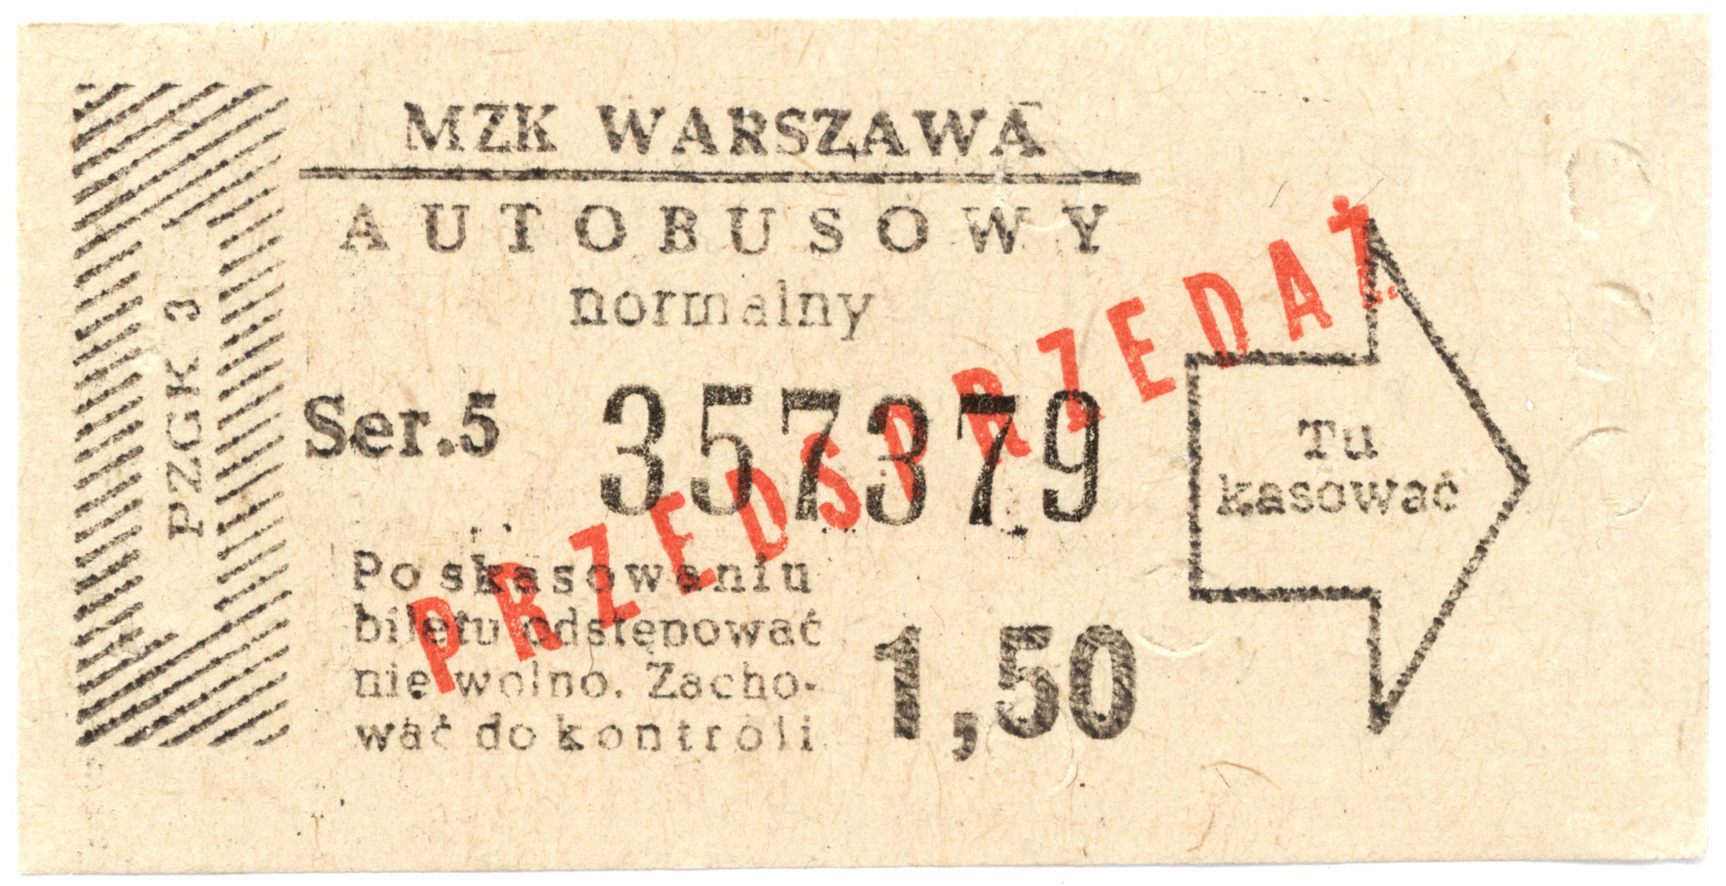 MZK WARSZAWA
AUTOBUSOWY
normalny
Ser.5 357379
PRZEDSPRZEDAŻ
Po skasowaniu
biletu odstępować
nie wolno. Zacho-
wać do kontroli
1,50
Tu
kasować
PZGK 3